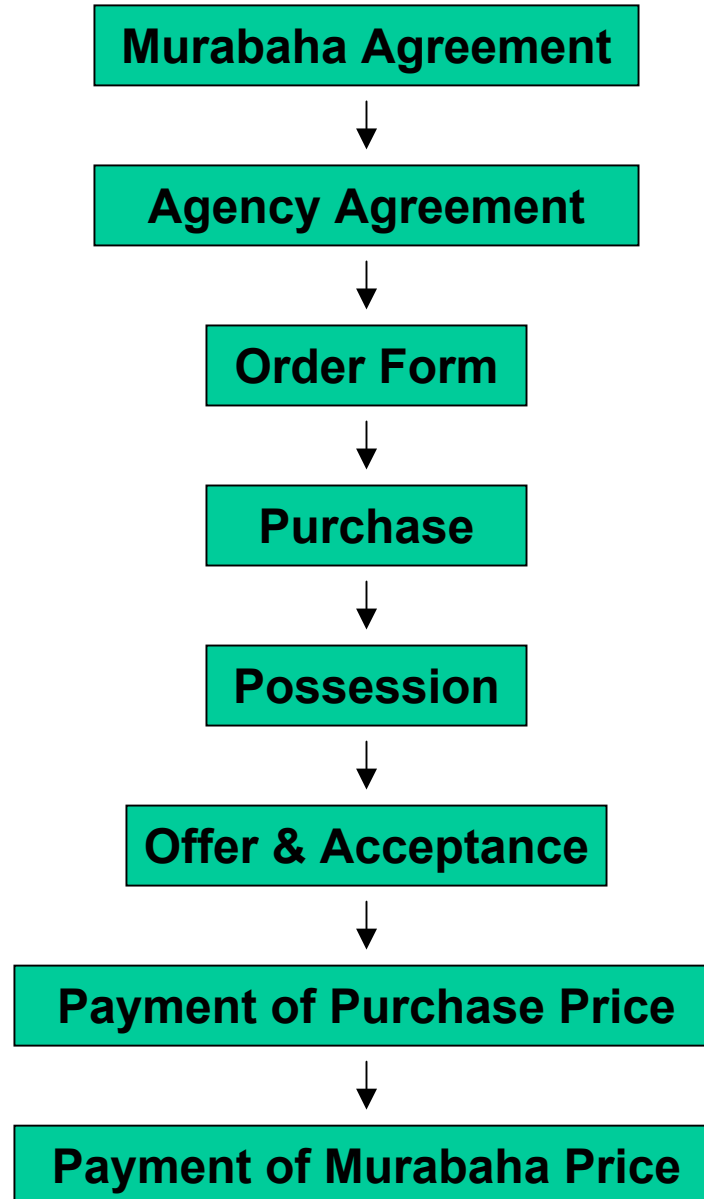 Murabaha Agreement
Agency Agreement
Order Form
Purchase
Possession
Offer & Acceptance
Payment of Purchase Price
Payment of Murabaha Price